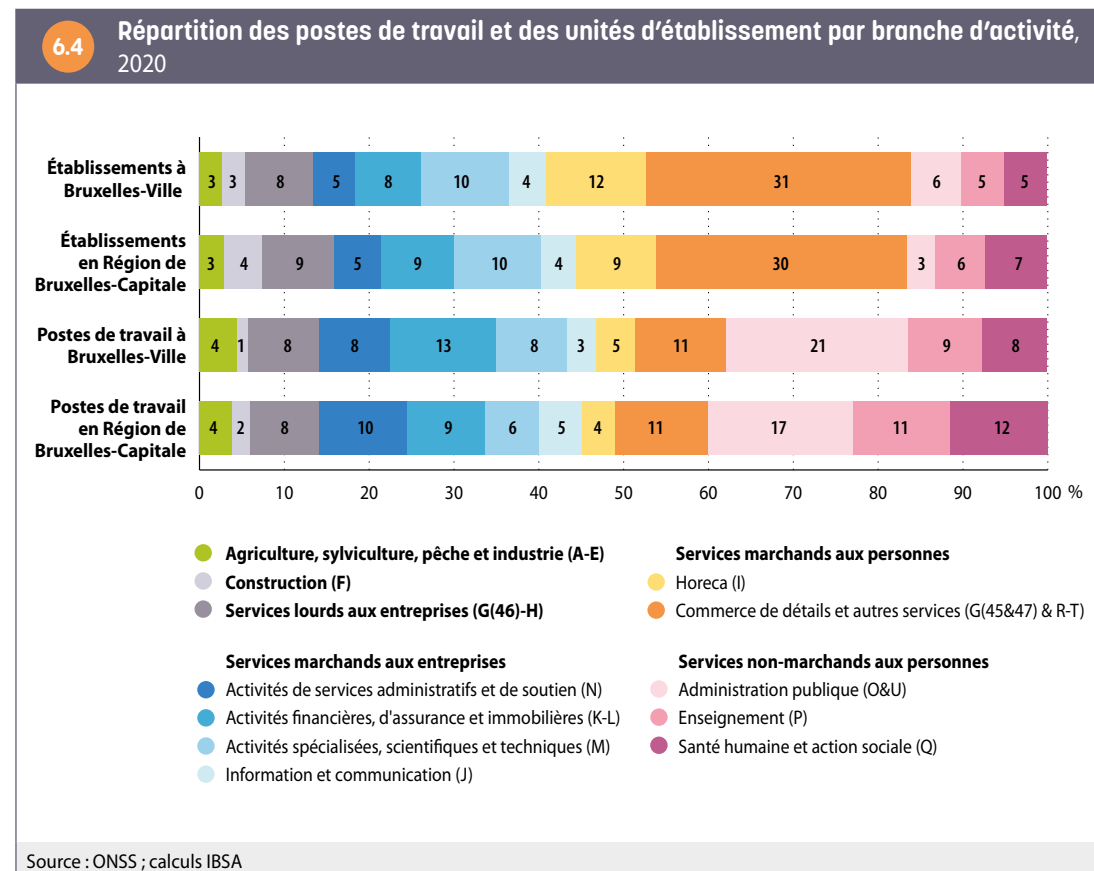 6.4
Répartition des postes de travail et des unités d'établissement par branche d'activité,
2020
Établissements à
Bruxelles-Ville
3 3 8 5 8 10 4 12 31 6 5 5
Établissements
en Région de
Bruxelles-Capitale
3 4 9 5 9 10 4 9 30 3 6 7
Postes de travail à
Bruxelles-Ville
4 1 8 8 13 8 3 5 11 21 9 8
Postes de travail
en Région de
Bruxelles-Capitale
4 2 8 10 9 6 5 4 11 17 11 12
0 10 20 30 40 50 60 70 80 90 100 %
Agriculture, sylviculture, pêche et industrie (A-E)
Construction (F)
Services lourds aux entreprises (G(46)-H)
Services marchands aux entreprises
Activités de services administratifs et de soutien (N)
Activités financières, d'assurance et immobilières (K-L)
Activités spécialisées, scientifiques et techniques (M)
Information et communication (J)
Services marchands aux personnes
Horeca (I)
Commerce de détails et autres services (G(45&47) & R-T)
Services non-marchands aux personnes
Administration publique (O&U)
Enseignement (P)
Santé humaine et action sociale (Q)
Source : ONSS ; calculs IBSA